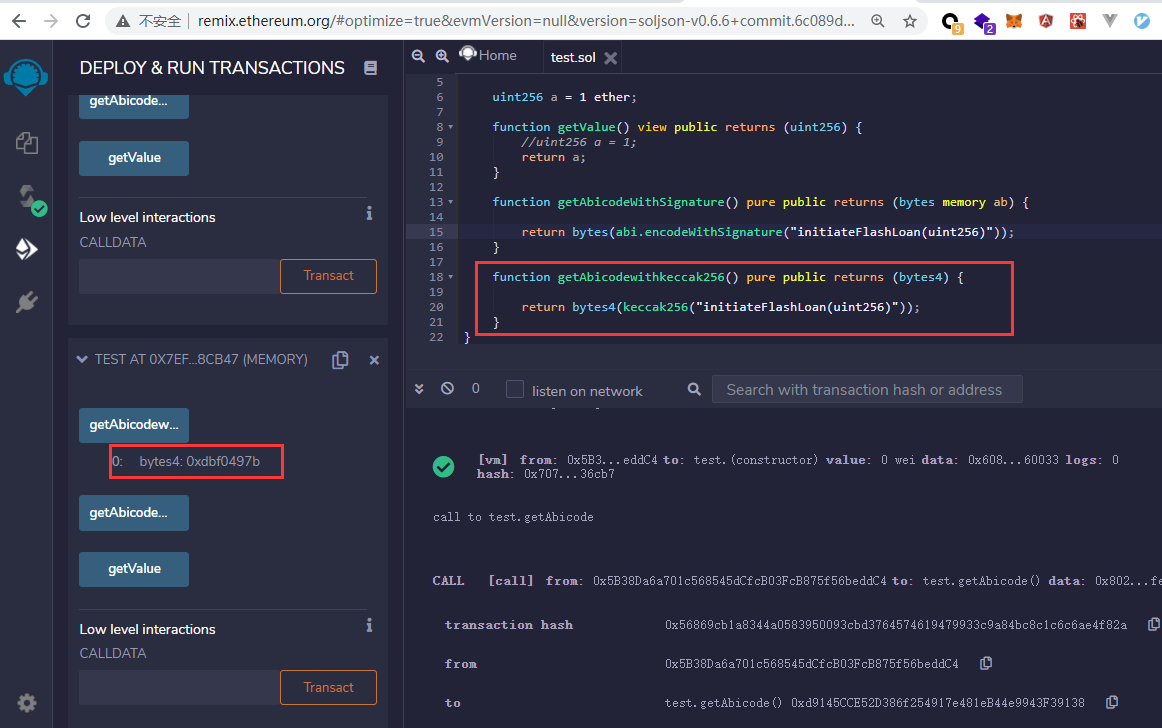 不安全 | remix.ethereum.org/#optimize=true&evmVersion=null&version=soljson-v0.6.6+commit.6c089d...
9
2
DEPLOY & RUN TRANSACTIONS
getAbicode...
getValue
Low level interactions
CALLDATA
Transact
TEST AT 0X7EF...8CB47 (MEMORY)
getAbicodew...
0: bytes4: 0xdbf0497b
getAbicode...
getValue
Low level interactions
CALLDATA
Transact
Home
test.sol
5
6 uint256 a = 1 ether;
7
8 function getValue() view public returns (uint256) {
9 //uint256 a = 1;
10 return a;
11 }
12
13 function getAbicodeWithSignature() pure public returns (bytes memory ab) {
14
15 return bytes(abi.encodeWithSignature("initiateFlashLoan(uint256)"));
16 }
17
18 function getAbicodewithkeccak256() pure public returns (bytes4) {
19
20 return bytes4(keccak256("initiateFlashLoan(uint256)"));
21 }
22 }
0
listen on network
Search with transaction hash or address
[vm] from: 0x5B3...eddC4 to: test.(constructor) value: 0 wei data: 0x608...60033 logs: 0
hash: 0x707...36cb7
call to test.getAbicode
CALL [call] from: 0x5B38Da6a701c568545dCfcB03FcB875f56beddC4 to: test.getAbicode() data: 0x802...fe
transaction hash 0x56869cb1a8344a0583950093cbd3764574619479933c9a84bc8c1c6c6ae4f82a
from 0x5B38Da6a701c568545dCfcB03FcB875f56beddC4
to test.getAbicode() 0xd9145CCE52D386f254917e481eB44e9943F39138